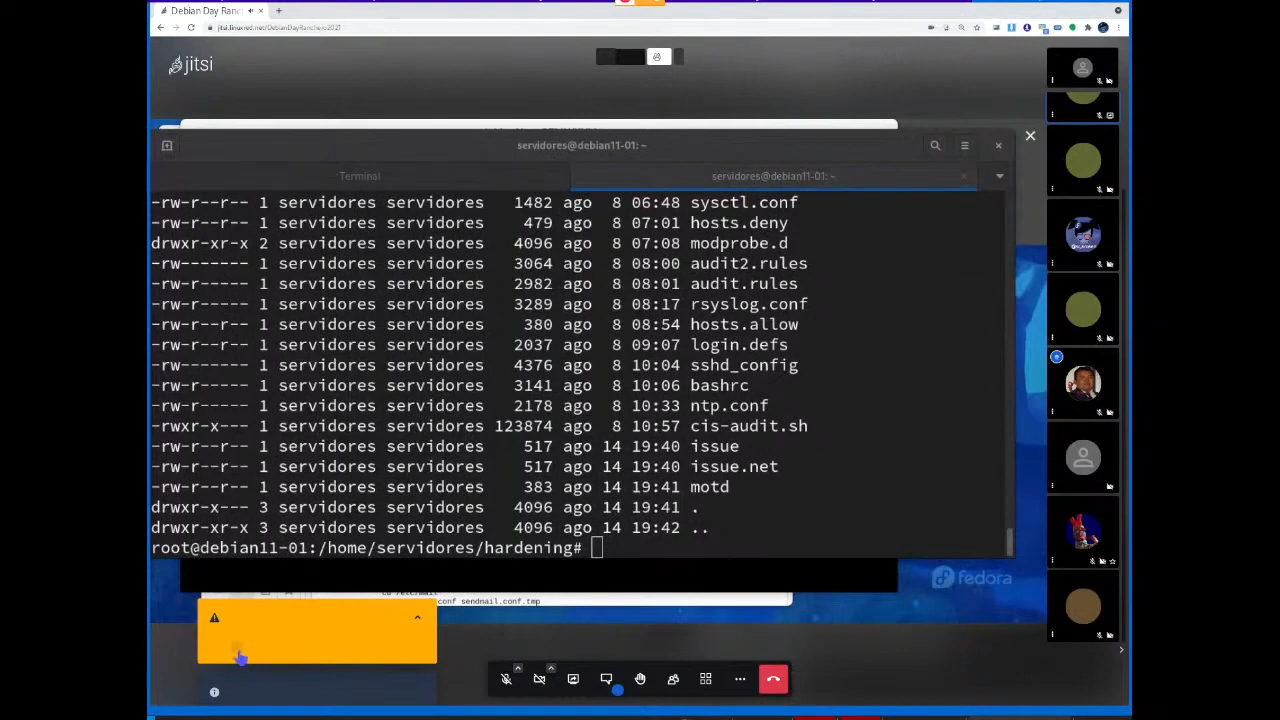 Debian Day Ranch
jitsi.linuxred.net/DebianDayRanchero2021
jitsi
servidores@debian11-01: ~
Terminal
servidores@debian11-01: ~
-rw-r--r-- 1 servidores servidores 1482 ago 8 06:48 sysctl.conf
-rw-r--r-- 1 servidores servidores 479 ago 8 07:01 hosts.deny
drwxr-xr-x 2 servidores servidores 4096 ago 8 07:08 modprobe.d
-rw------- 1 servidores servidores 3064 ago 8 08:00 audit2.rules
-rw-r----- 1 servidores servidores 2982 ago 8 08:01 audit.rules
-rw-r----- 1 servidores servidores 3289 ago 8 08:17 rsyslog.conf
-rw-r--r-- 1 servidores servidores 380 ago 8 08:54 hosts.allow
-rw-r--r-- 1 servidores servidores 2037 ago 8 09:07 login.defs
-rw------- 1 servidores servidores 4376 ago 8 10:04 sshd_config
-rw-r----- 1 servidores servidores 3141 ago 8 10:06 bashrc
-rw-r----- 1 servidores servidores 2178 ago 8 10:33 ntp.conf
-rwxr-x--- 1 servidores servidores 123874 ago 8 10:57 cis-audit.sh
-rw-r--r-- 1 servidores servidores 517 ago 14 19:40 issue
-rw-r--r-- 1 servidores servidores 517 ago 14 19:40 issue.net
-rw-r--r-- 1 servidores servidores 383 ago 14 19:41 motd
drwxr-x--- 3 servidores servidores 4096 ago 14 19:41 .
drwxr-xr-x 3 servidores servidores 4096 ago 14 19:42 ..
root@debian11-01:/home/servidores/hardening#
fedora
conf sendmail.conf.tmp